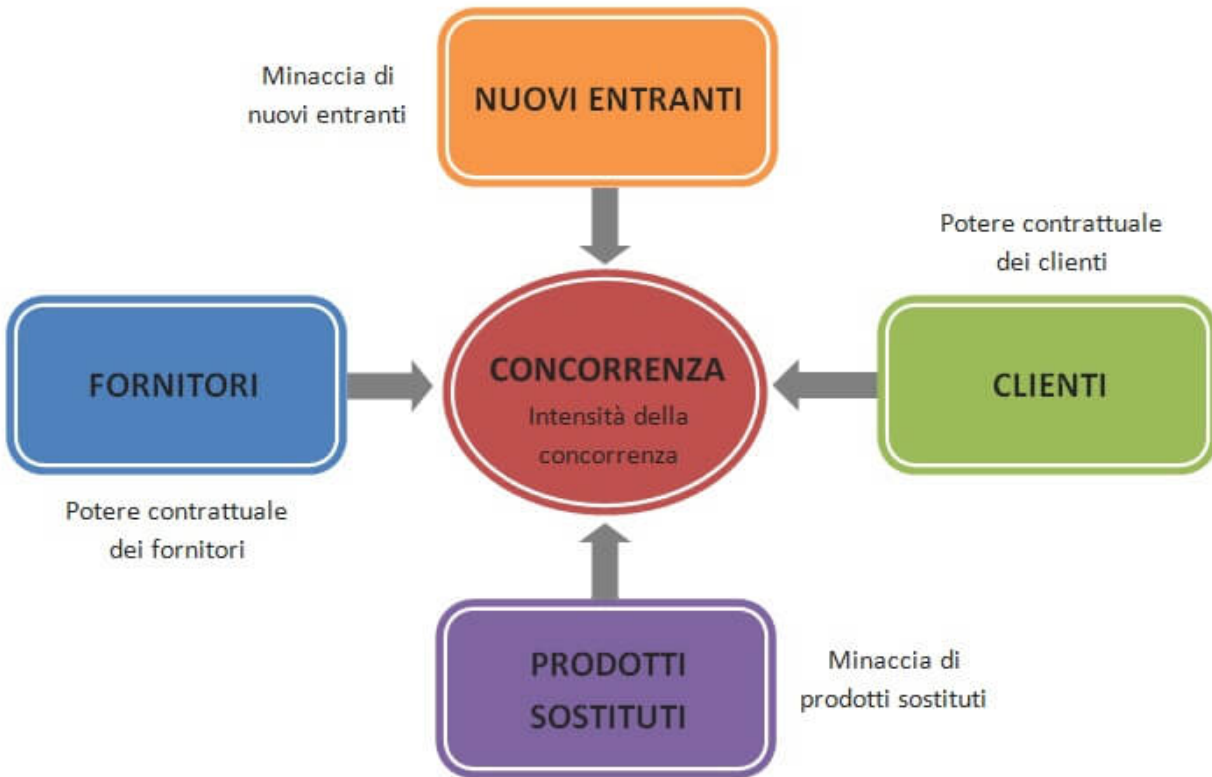 Minaccia di
nuovi entranti
NUOVI ENTRANTI
Potere contrattuale
dei clienti
FORNITORI
CONCORRENZA
Intensità della
concorrenza
CLIENTI
Potere contrattuale
dei fornitori
PRODOTTI
SOSTITUTI
Minaccia di
prodotti sostituti